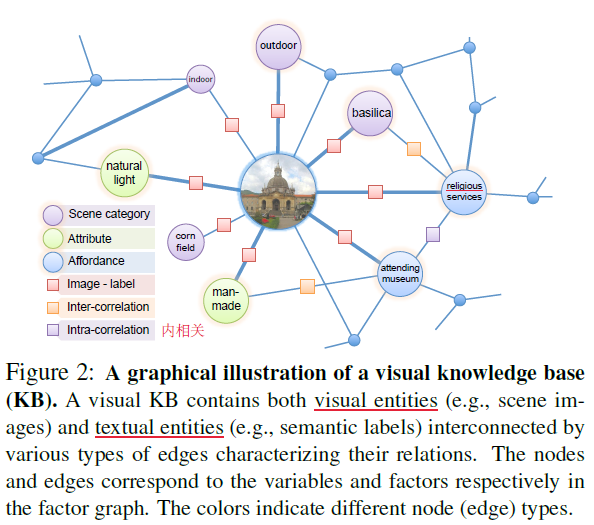 outdoor
indoor
basilica
natural
light
religious
services
Scene category
corn
field
Attribute
Affordance
attending
museum
Image - label
man-
made
Inter-correlation
Intra-correlation 内相关
Figure 2: A graphical illustration of a visual knowledge base
(KB). A visual KB contains both visual entities (e.g., scene im-
ages) and textual entities (e.g., semantic labels) interconnected by
various types of edges characterizing their relations. The nodes
and edges correspond to the variables and factors respectively in
the factor graph. The colors indicate different node (edge) types.